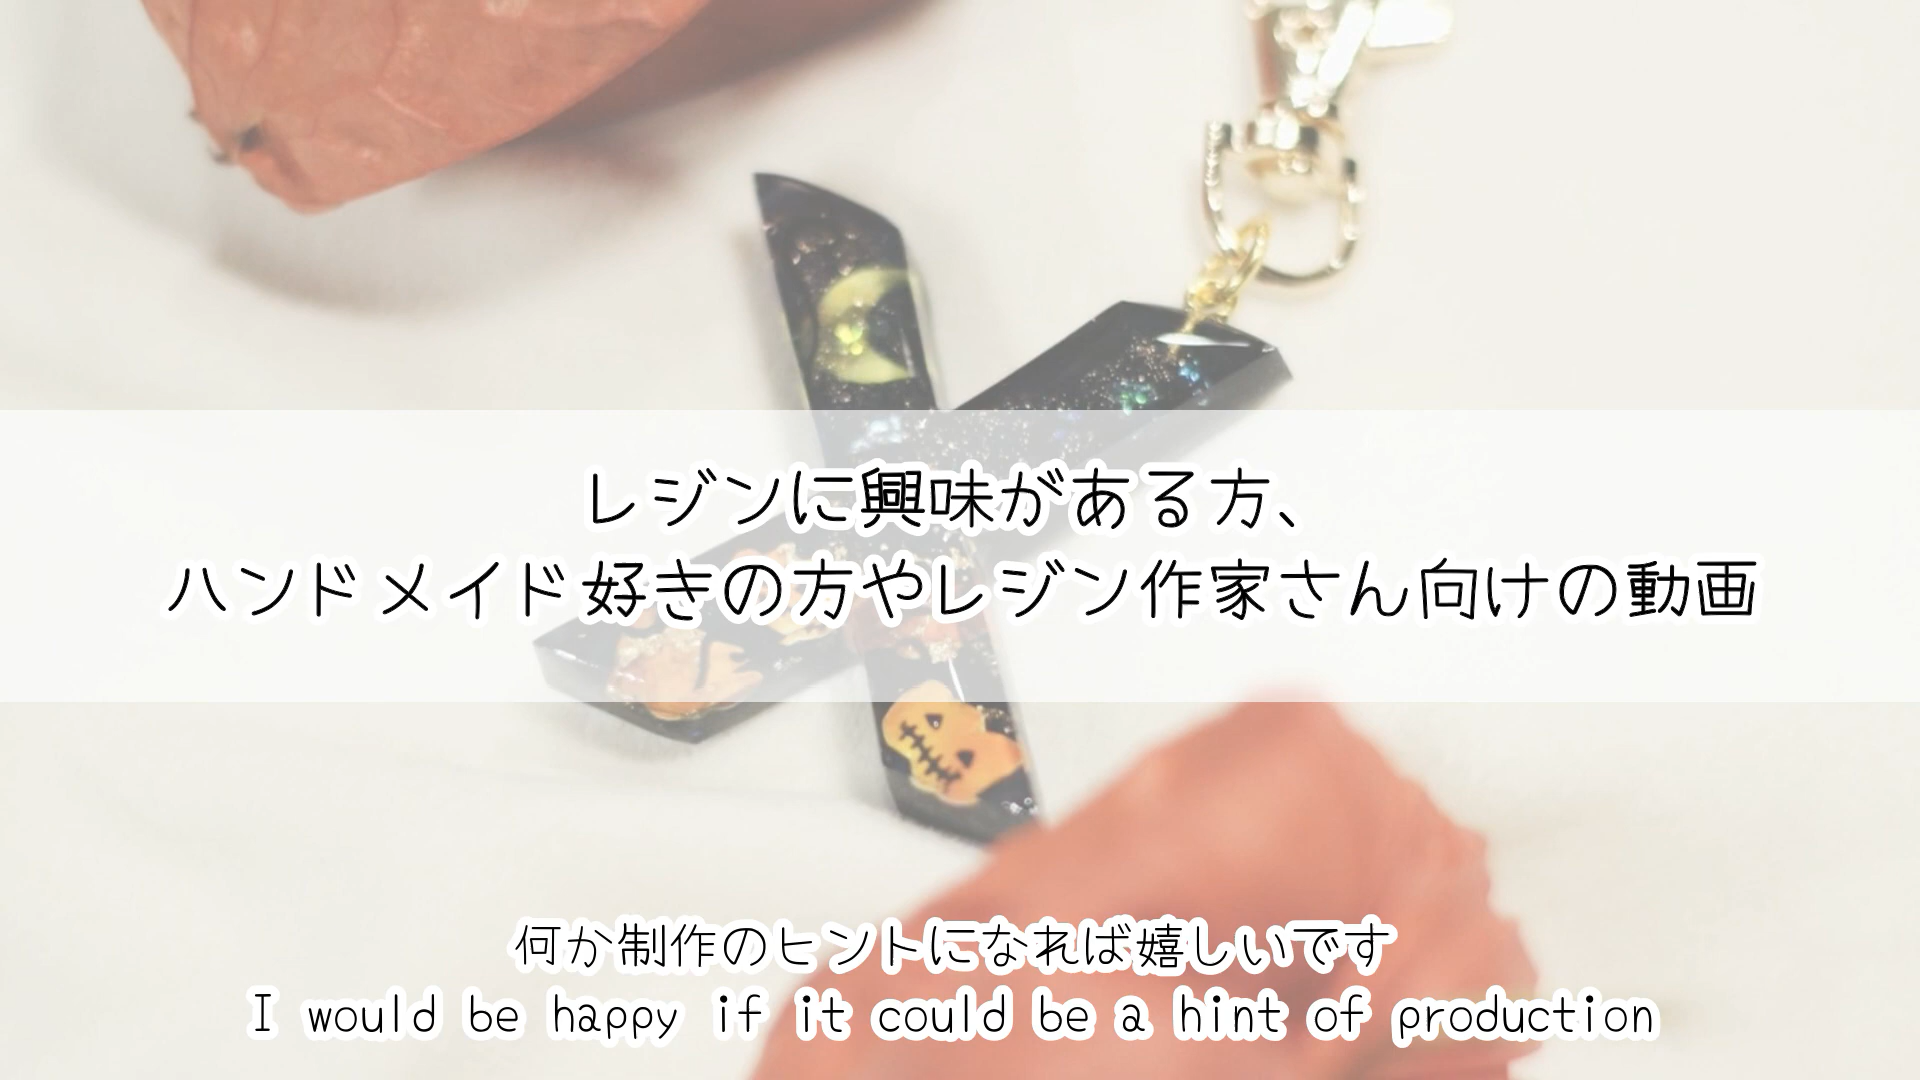 レジンに興味がある方、
ハンドメイド好きの方やレジン作家さん向けの動画
何か制作のヒントになれば嬉しいです
I would be happy if it could be a hint of production